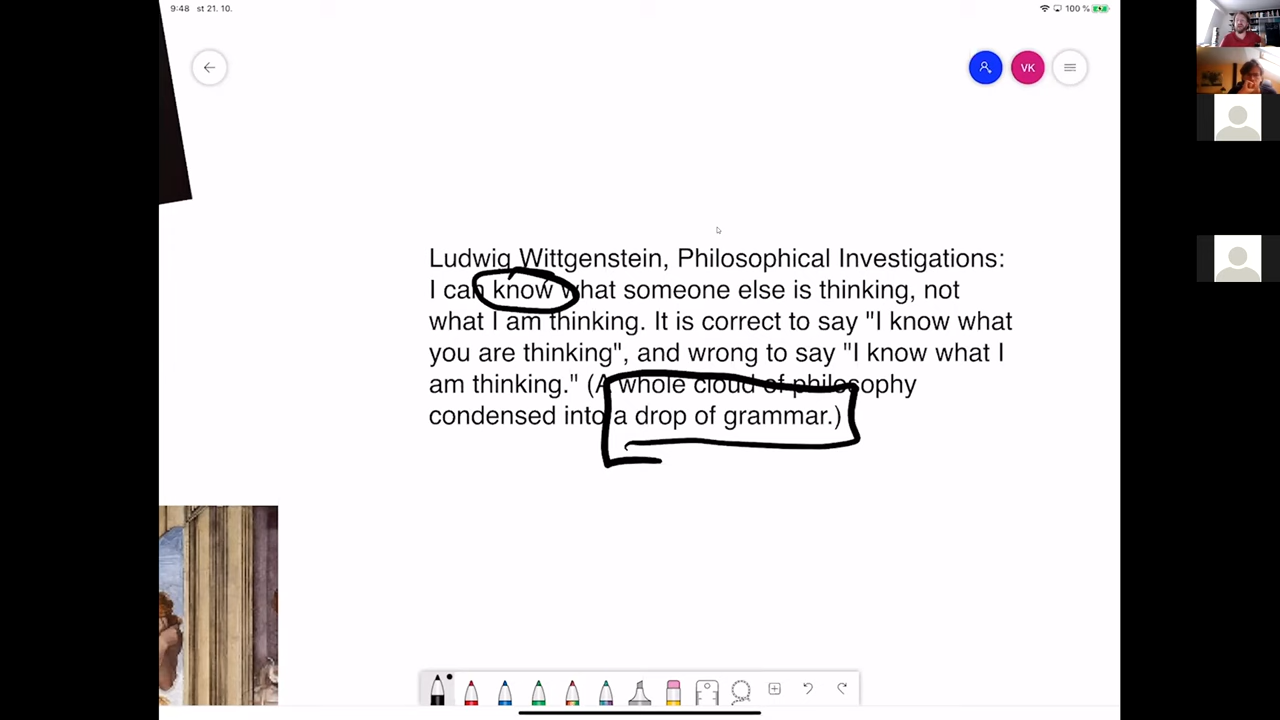 9:48 st 21. 10.
100 %
VK
Ludwig Wittgenstein, Philosophical Investigations:
I can know what someone else is thinking, not
what I am thinking. It is correct to say "I know what
you are thinking", and wrong to say "I know what I
am thinking." (A whole cloud of philosophy
condensed into a drop of grammar.)